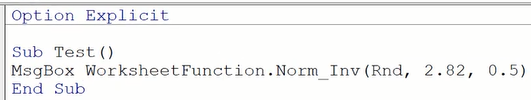 Option Explicit
Sub Test()
MsgBox WorksheetFunction.Norm_Inv(Rnd, 2.82, 0.5)
End Sub